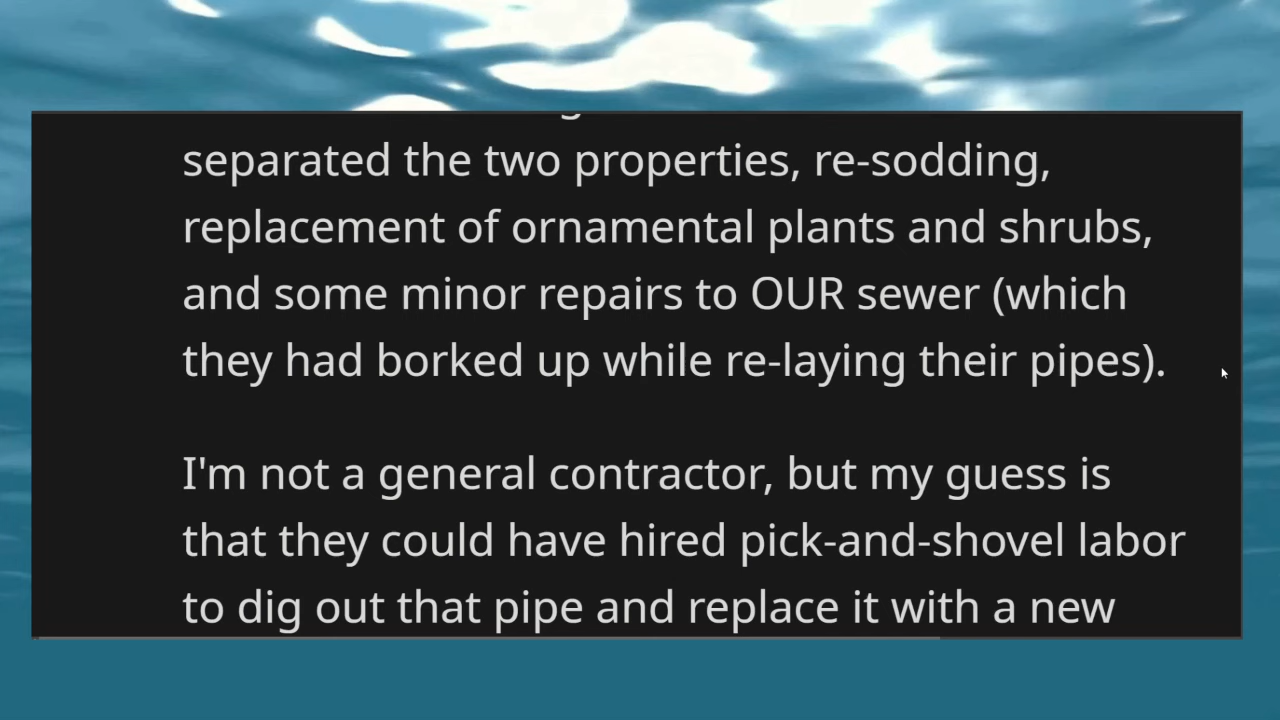 separated the two properties, re-sodding,
replacement of ornamental plants and shrubs,
and some minor repairs to OUR sewer (which
they had borked up while re-laying their pipes).
I'm not a general contractor, but my guess is
that they could have hired pick-and-shovel labor
to dig out that pipe and replace it with a new